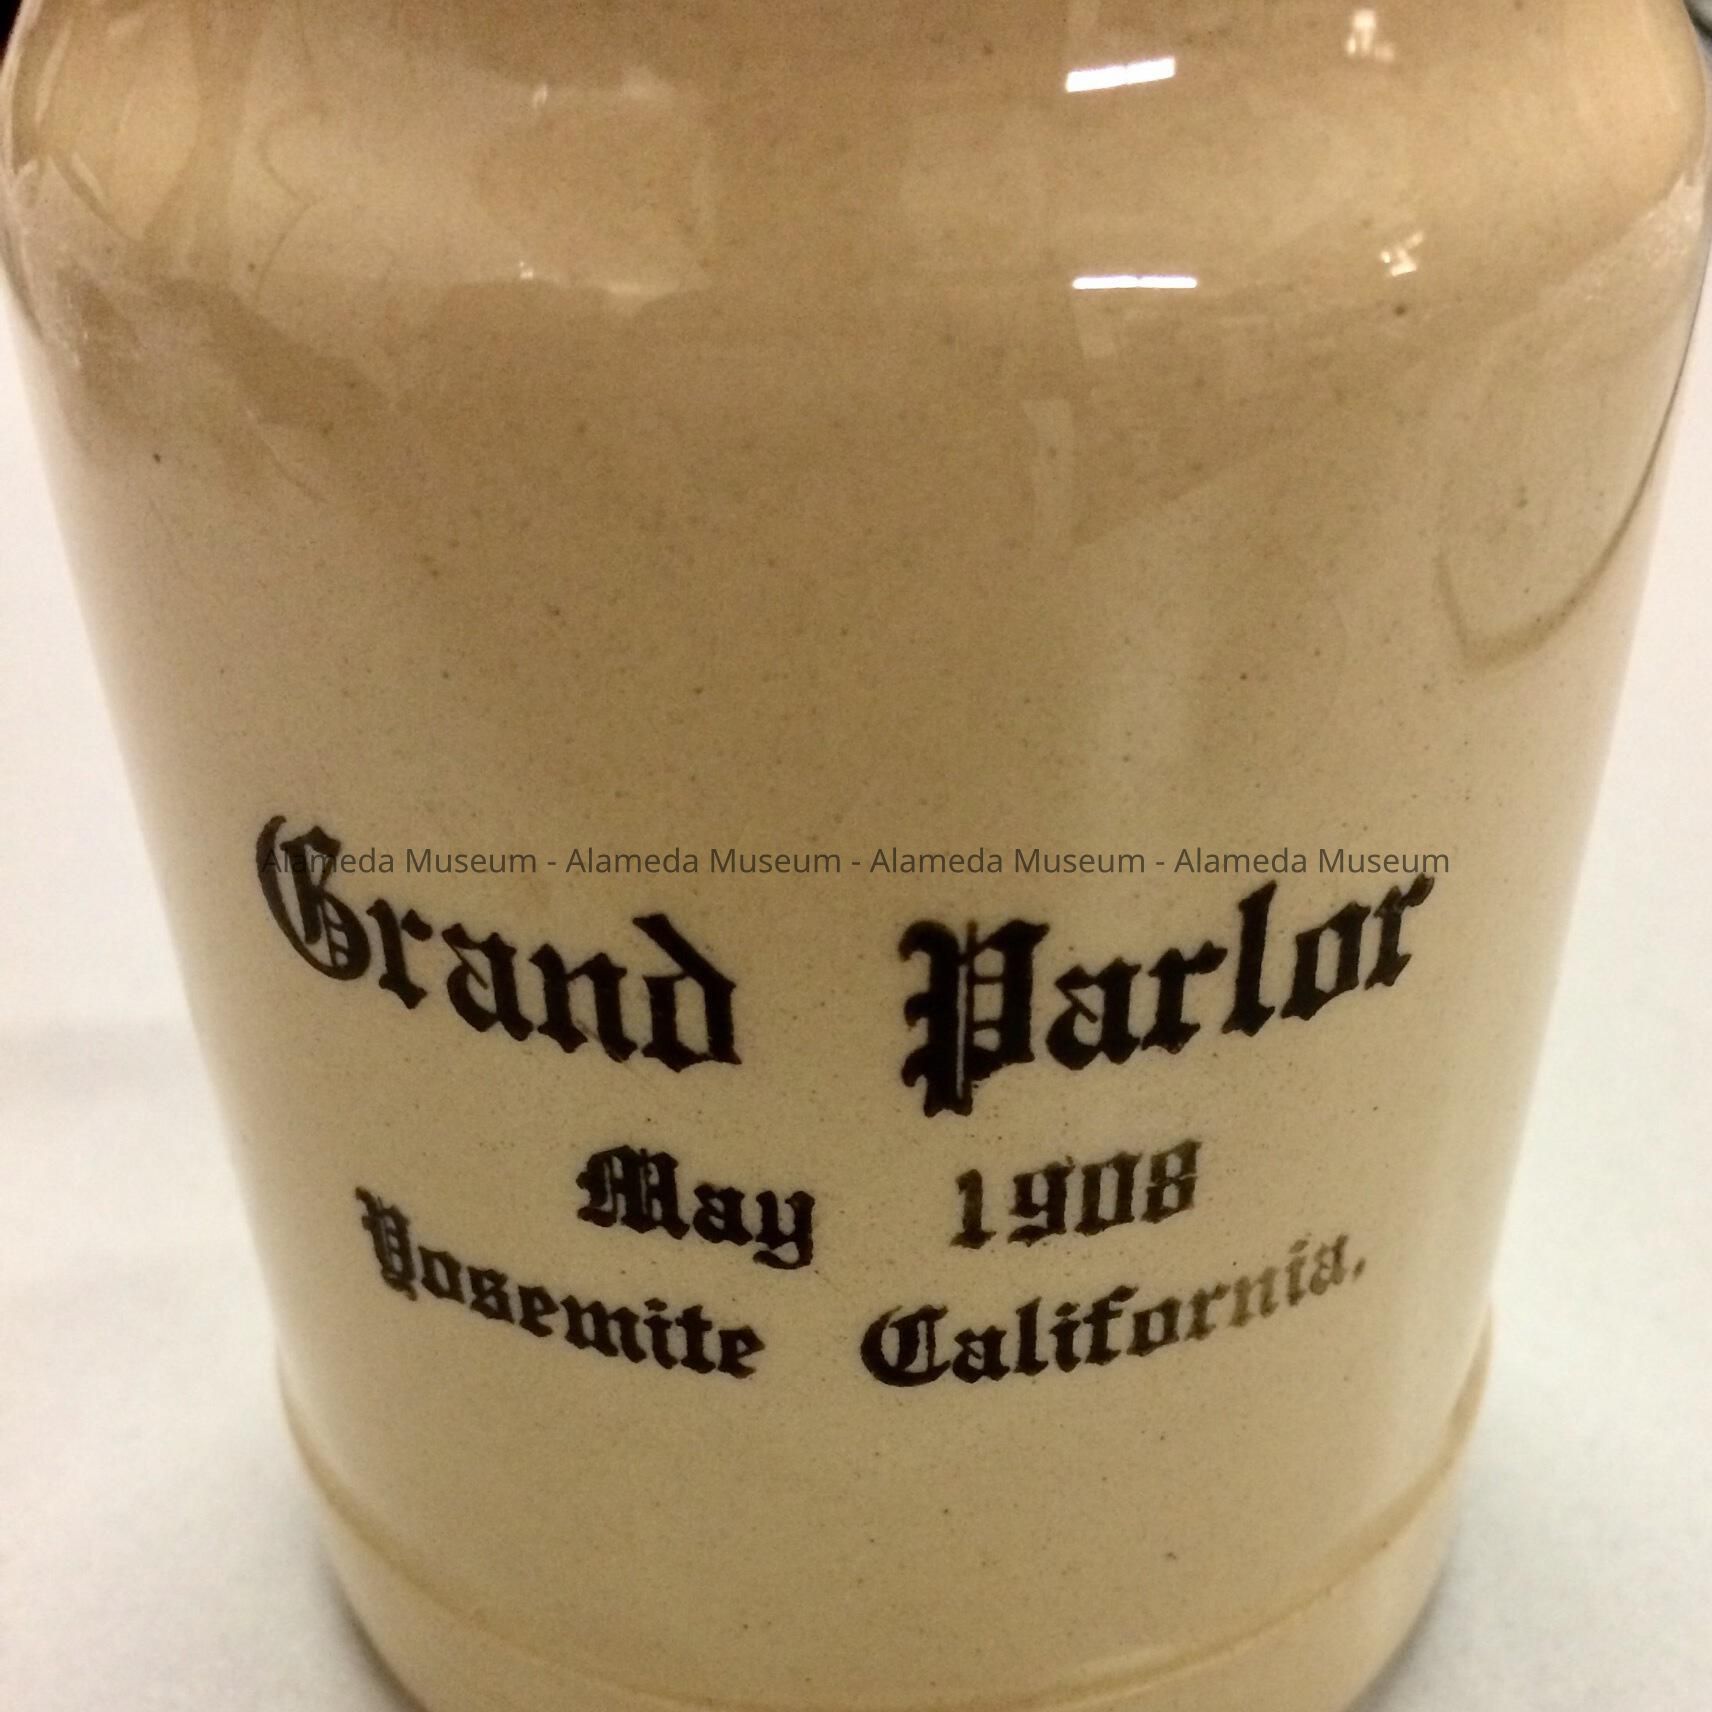 Alameda Museum - Alameda Museum - Alameda Museum - Alameda Museum
Grand Parlor
May 1908
Yosemite California.